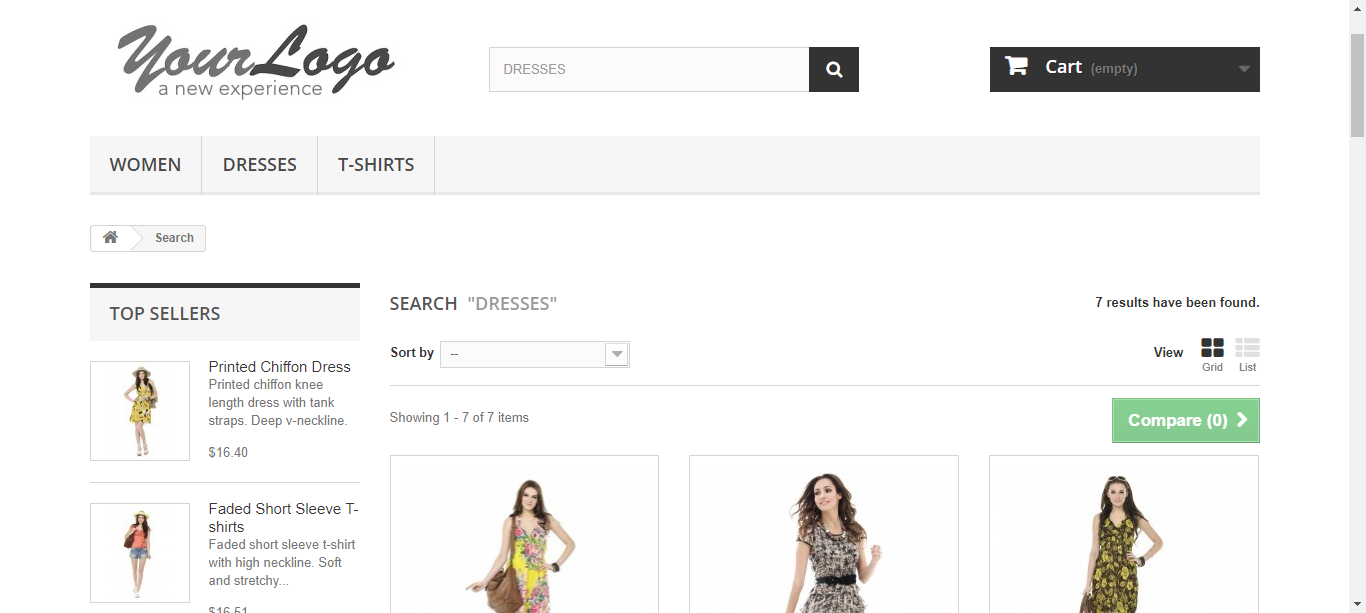 YourLogo
a new experience
DRESSES
Cart (empty)
WOMEN DRESSES T-SHIRTS
Search
TOP SELLERS
Printed Chiffon Dress
Printed chiffon knee
length dress with tank
straps. Deep v-neckline.
$16.40
Faded Short Sleeve T-
shirts
Faded short sleeve t-shirt
with high neckline. Soft
and stretchy...
$16.51
SEARCH "DRESSES"
7 results have been found.
Sort by --
View
Grid List
Showing 1 - 7 of 7 items
Compare (0)